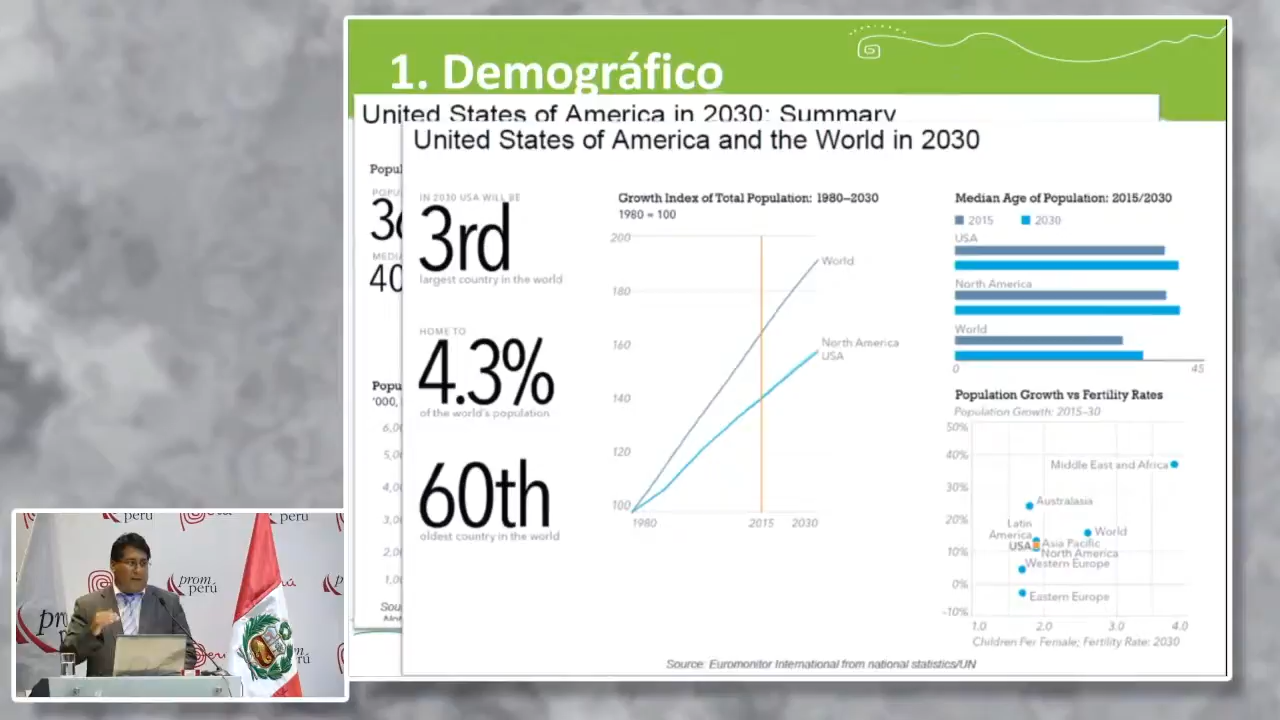 1. Demográfico
United States of America in 2030: Summary
United States of America and the World in 2030
Popul
POPU
MEDI
40
Popu
'000,
6,0
5,0
4,0
3,0
2,0
1,0
Sou
IN 2030 USA WILL BE
3rd
largest country in the world
HOME TO
4.3%
of the world's population
60th
oldest country in the world
Growth Index of Total Population: 1980–2030
1980 = 100
200
180
160
140
120
100
World
North America
USA
1980 2015 2030
Median Age of Population: 2015/2030
2015 2030
USA
North America
World
0 45
Population Growth vs Fertility Rates
Population Growth: 2015–30
50%
40%
30%
20%
10%
0%
-10%
Middle East and Africa
Australasia
Latin
America
World
USA
Asia Pacific
North America
Western Europe
Eastern Europe
1.0 2.0 3.0 4.0
Children Per Female; Fertility Rate: 2030
Source: Euromonitor International from national statistics/UN
perú
perú
prom
perú